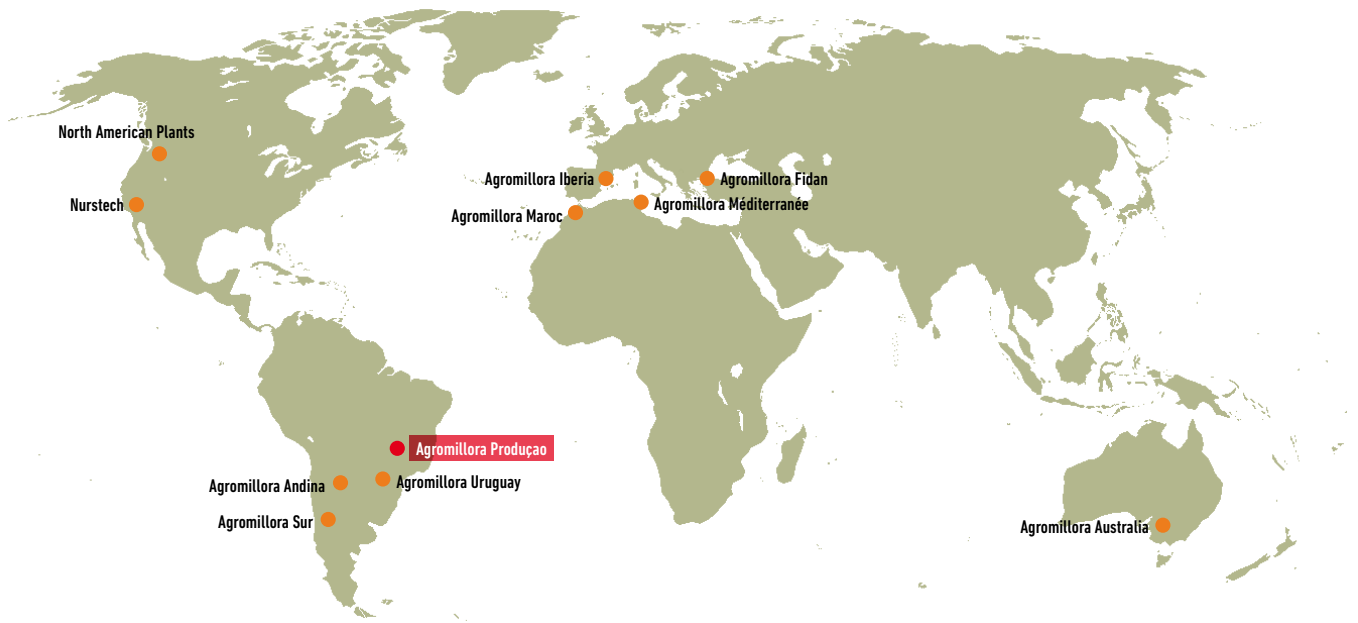 North American Plants
Nurstech
Agromillora Iberia
Agromillora Fidan
Agromillora Méditerranée
Agromillora Maroc
Agromillora Produçao
Agromillora Andina
Agromillora Uruguay
Agromillora Sur
Agromillora Australia